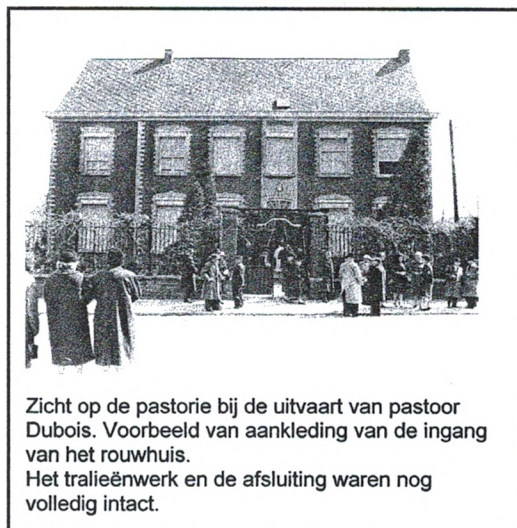 Zicht op de pastorie bij de uitvaart van pastoor
Dubois. Voorbeeld van aankleding van de ingang
van het rouwhuis.
Het tralieënwerk en de afsluiting waren nog
volledig intact.